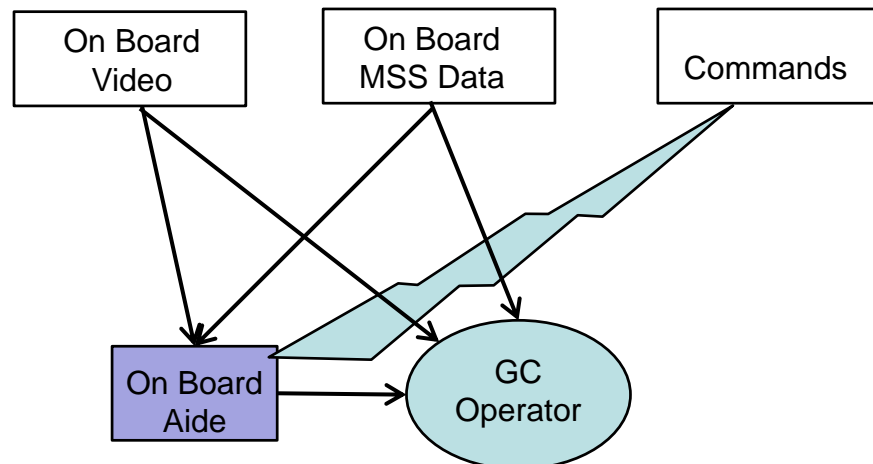 On Board
Video
On Board
MSS Data
Commands
On Board
Aide
GC
Operator